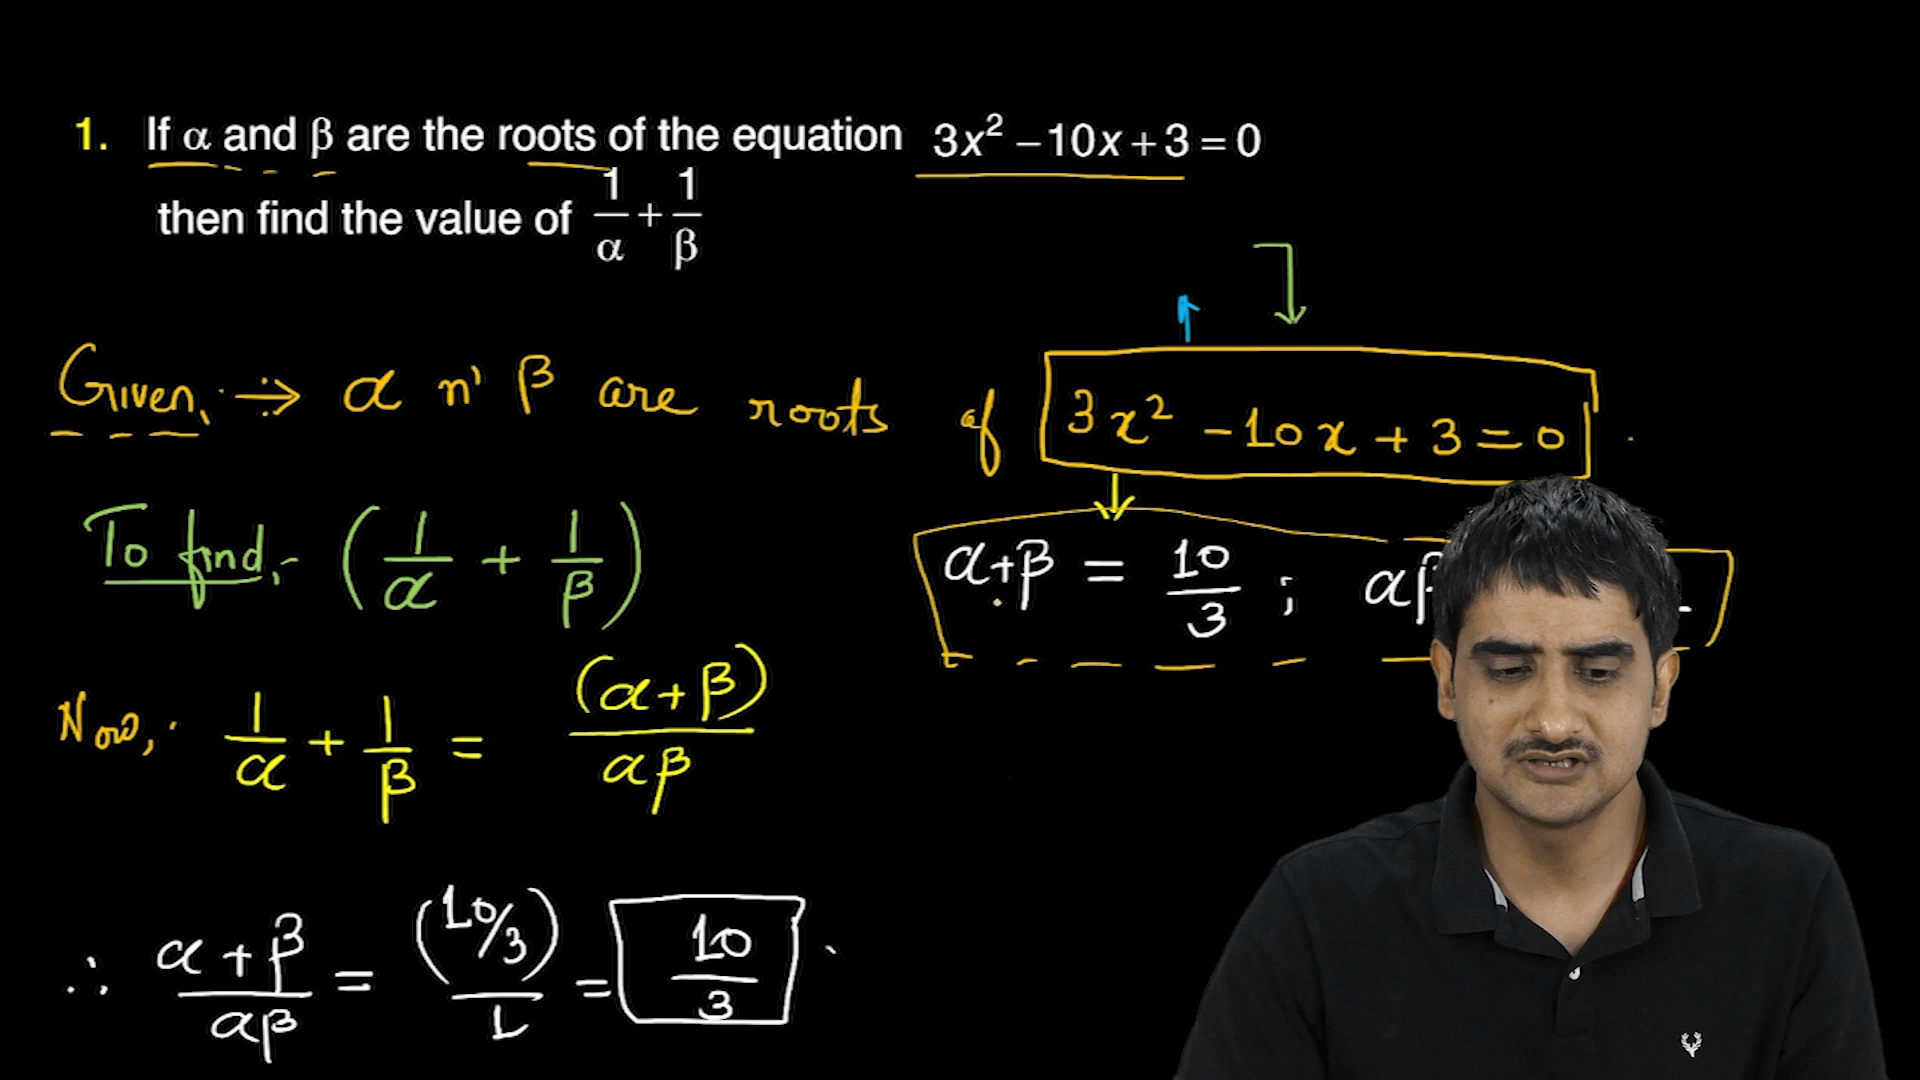 1. If α and β are the roots of the equation 3x² − 10x + 3 = 0
then find the value of 1/α + 1/β
Given, :→ α n' β are roots of 3x² − 10x + 3 = 0
To find,- (1/α + 1/β)
α+β = 10/3 ; αβ
Now, 1/α + 1/β = (α+β)/αβ
∴ α+β/αβ = (10/3)/1 = 10/3